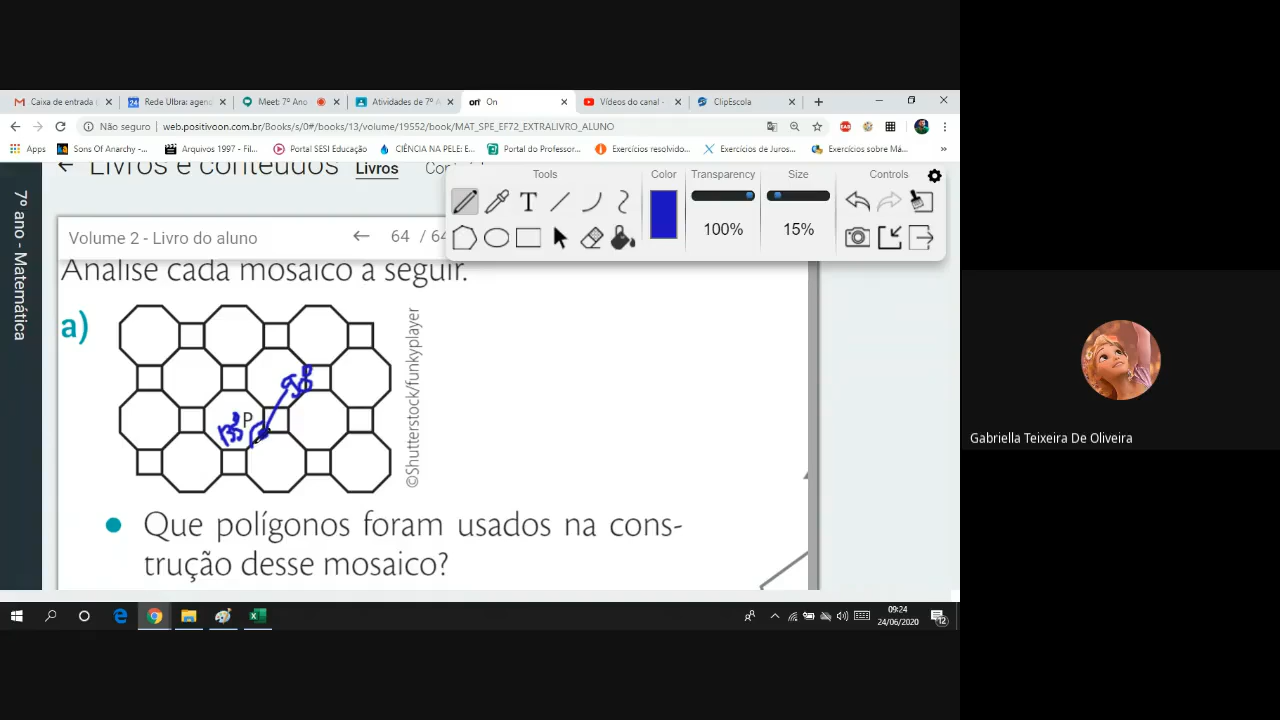 Caixa de entrada
Rede Ulbra: agen
Meet: 7º Ano
Atividades de 7º A
On
Vídeos do canal -
ClipEscola
Não seguro
web.positivoon.com.br/Books/s/0#/books/13/volume/19552/book/MAT_SPE_EF72_EXTRALIVRO_ALUNO
Apps
Sons Of Anarchy -...
Arquivos 1997 - Fil...
Portal SESI Educação
CIÊNCIA NA PELE: E...
Portal do Professor...
Exercícios resolvido...
Exercícios de Juros...
Exercícios sobre Má...
»
Livros e conteúdos
Livros
7º ano - Matemática
Tools
Color
Transparency
Size
Controls
100%
15%
Volume 2 - Livro do aluno
64 / 64
Analise cada mosaico a seguir.
a)
90°
135°
P
©Shutterstock/funkyplayer
Que polígonos foram usados na cons-
trução desse mosaico?
Gabriella Teixeira De Oliveira
09:24
24/06/2020
12